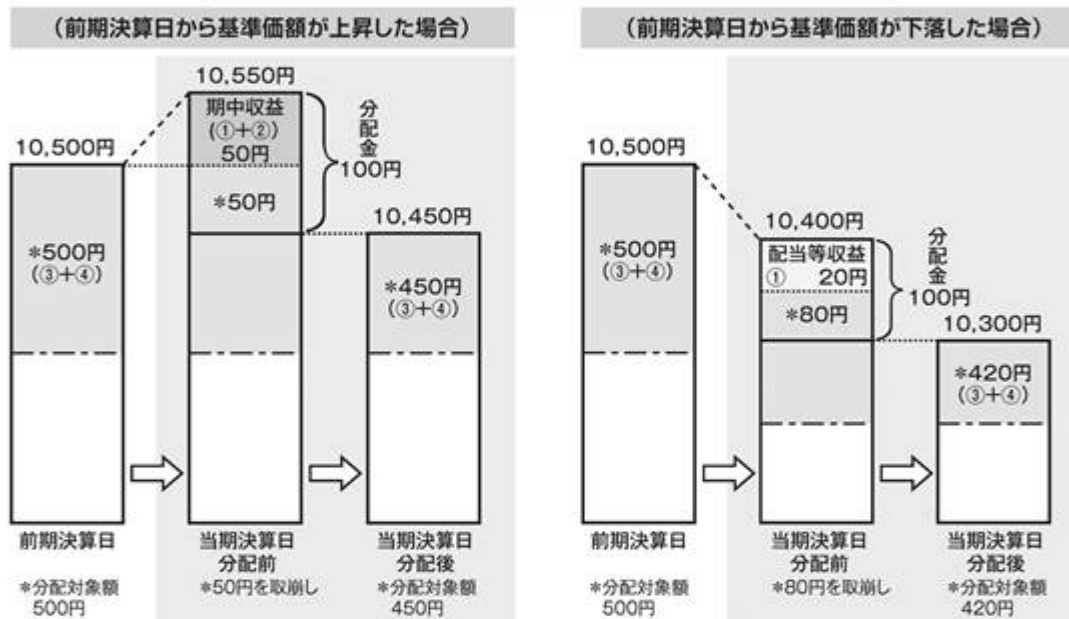 (前期決算日から基準価額が上昇した場合)
10,550円
期中収益
(①+②)
50円
*50円
分配金
100円
10,500円
*500円
(③+④)
10,450円
*450円
(③+④)
前期決算日
*分配対象額
500円
当期決算日
分配前
*50円を取崩し
当期決算日
分配後
*分配対象額
450円
(前期決算日から基準価額が下落した場合)
10,500円
*500円
(③+④)
10,400円
配当等収益
① 20円
*80円
分配金
100円
10,300円
*420円
(③+④)
前期決算日
*分配対象額
500円
当期決算日
分配前
*80円を取崩し
当期決算日
分配後
*分配対象額
420円